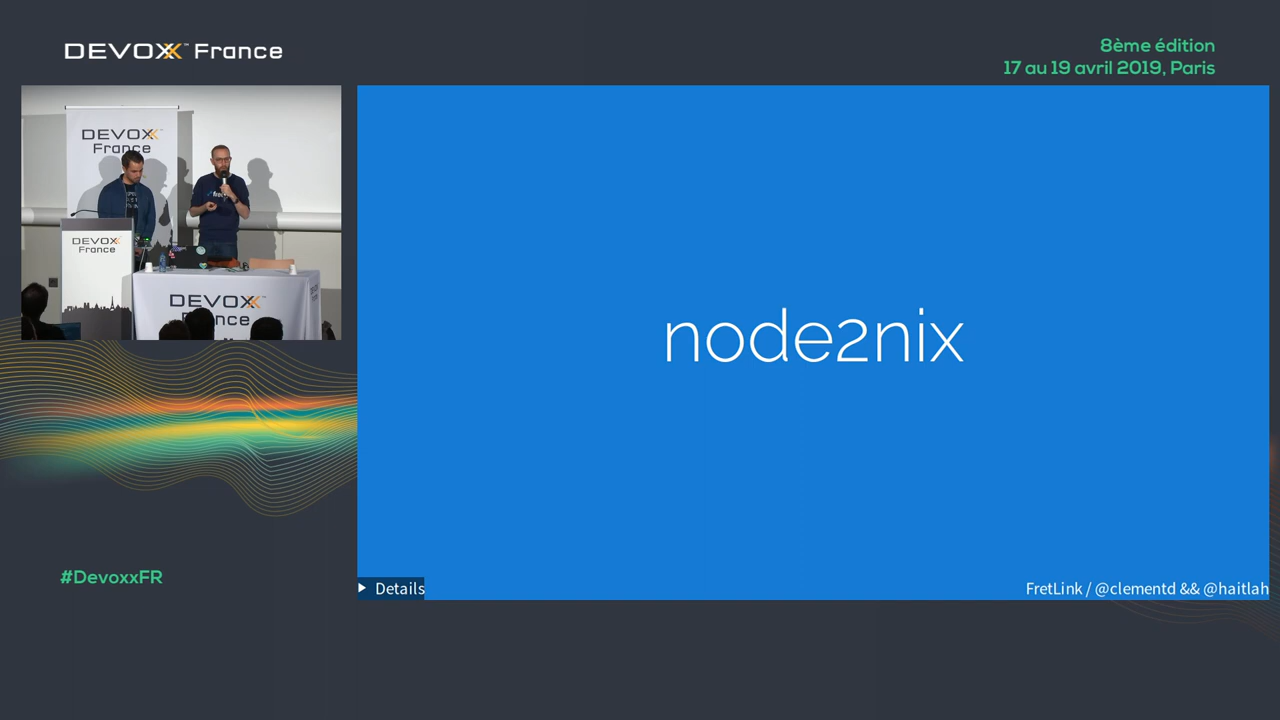 DEVOXX™ France
8ème édition
17 au 19 avril 2019, Paris
DEVOXX
France
DEVOXX
France
DEVOXX
France
node2nix
#DevoxxFR
Details
FretLink / @clementd && @haitlah